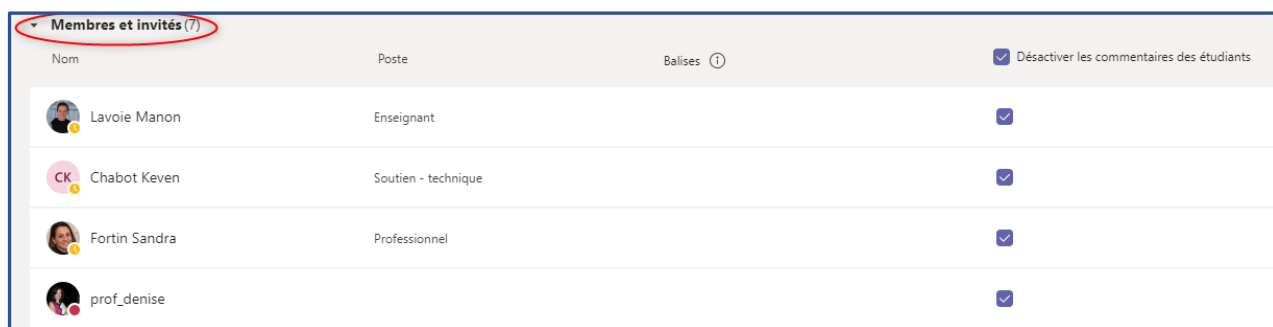 Membres et invités (7)
Nom Poste Balises Désactiver les commentaires des étudiants
Lavoie Manon Enseignant
CK Chabot Keven Soutien - technique
Fortin Sandra Professionnel
prof_denise